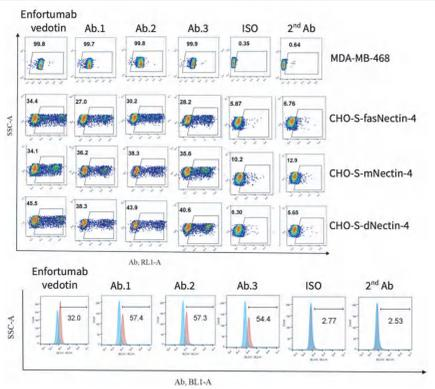 Enfortumab vedotin Ab.1 Ab.2 Ab.3 ISO 2nd Ab
99.8 99.7 99.8 99.9 0.35 0.64 MDA-MB-468
34.4 27.0 30.2 28.2 5.87 6.76 CHO-S-fasNectin-4
34.1 36.2 38.3 35.6 10.2 12.9 CHO-S-mNectin-4
45.5 38.3 43.9 40.6 6.30 5.65 CHO-S-dNectin-4
SSC-A
Ab, RL1-A
Enfortumab vedotin Ab.1 Ab.2 Ab.3 ISO 2nd Ab
32.0 57.4 57.3 54.4 2.77 2.53
SSC-A
Ab, BL1-A